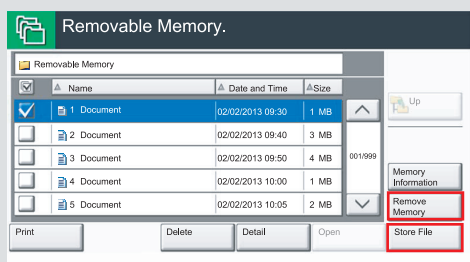 Removable Memory.
Removable Memory
Name Date and Time Size
1 Document 02/02/2013 09:30 1 MB
2 Document 02/02/2013 09:40 3 MB
3 Document 02/02/2013 09:50 4 MB
4 Document 02/02/2013 10:00 1 MB
5 Document 02/02/2013 10:05 2 MB
001/999
Up
Memory
Information
Remove
Memory
Print Delete Detail Open Store File